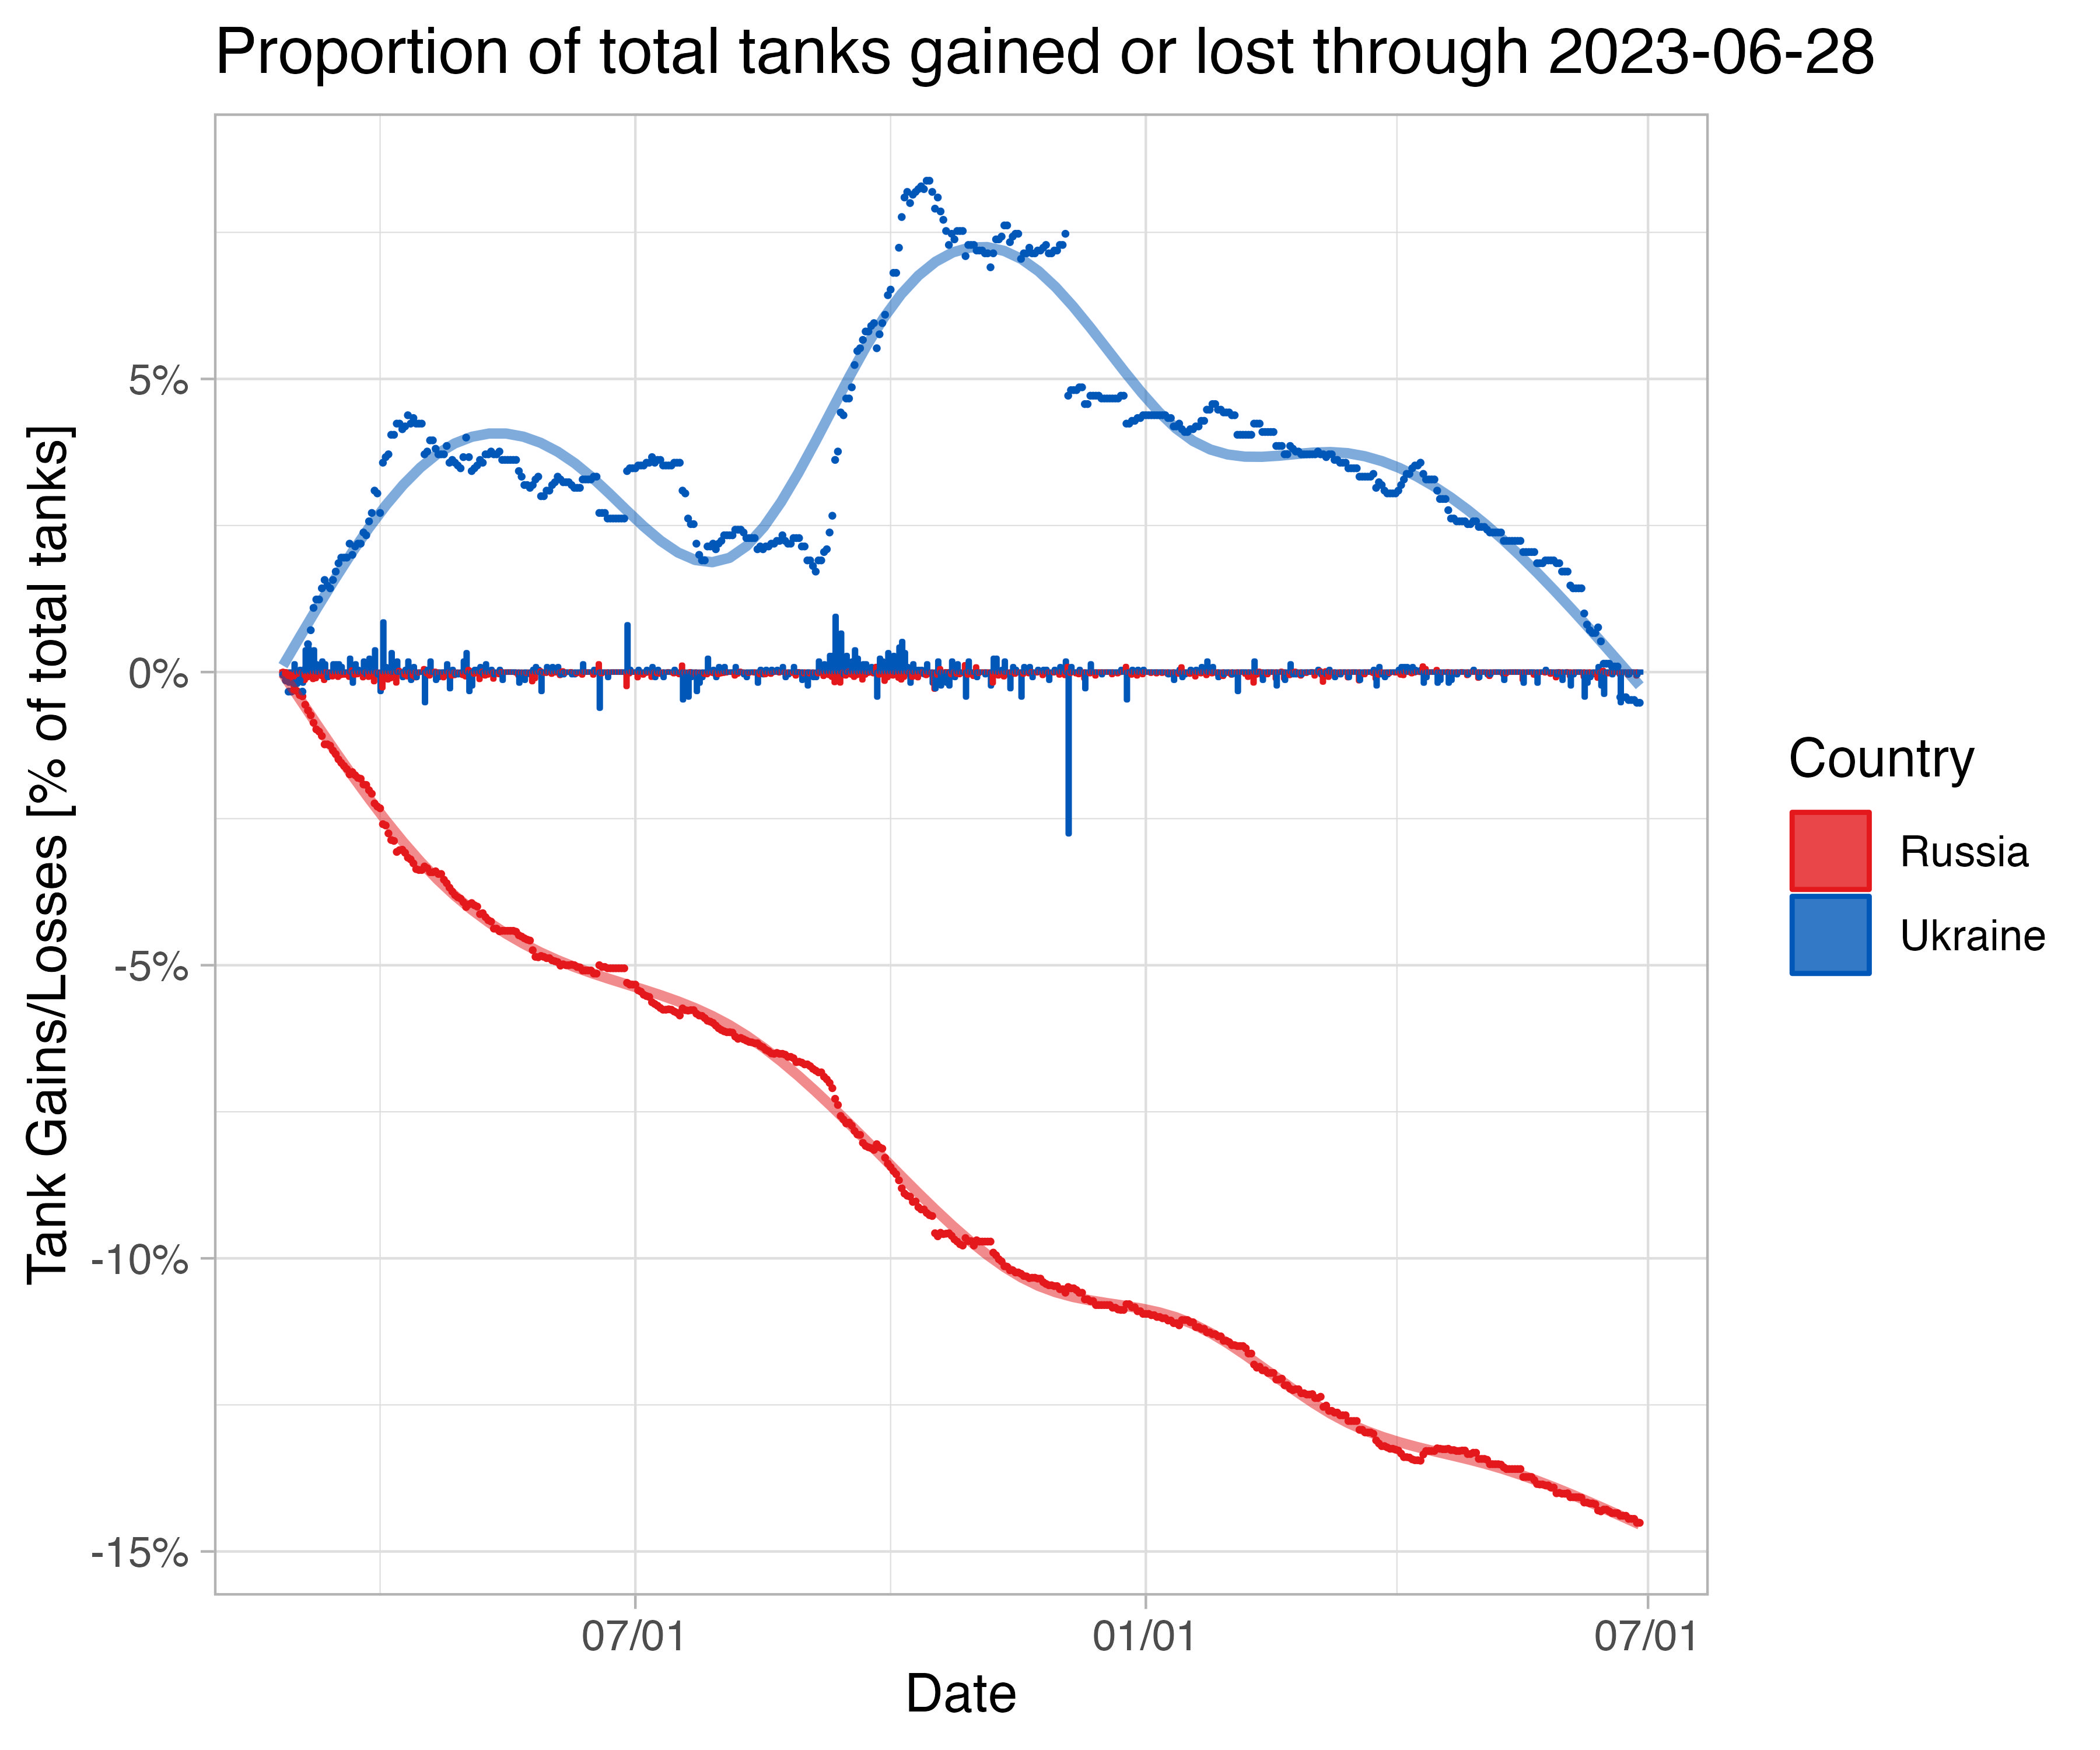 Proportion of total tanks gained or lost through 2023-06-28
Tank Gains/Losses [% of total tanks]
5%
0%
-5%
-10%
-15%
07/01
01/01
07/01
Date
Country
Russia
Ukraine